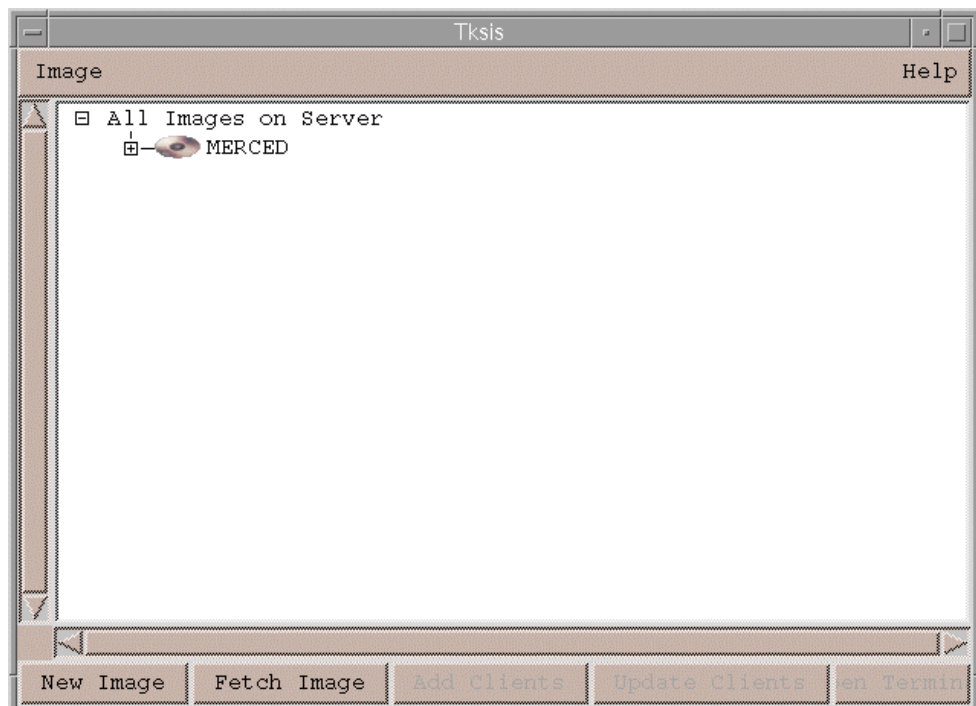 Tksis
Image Help
All Images on Server
MERCED
New Image Fetch Image Add Clients Update Clients en Termin